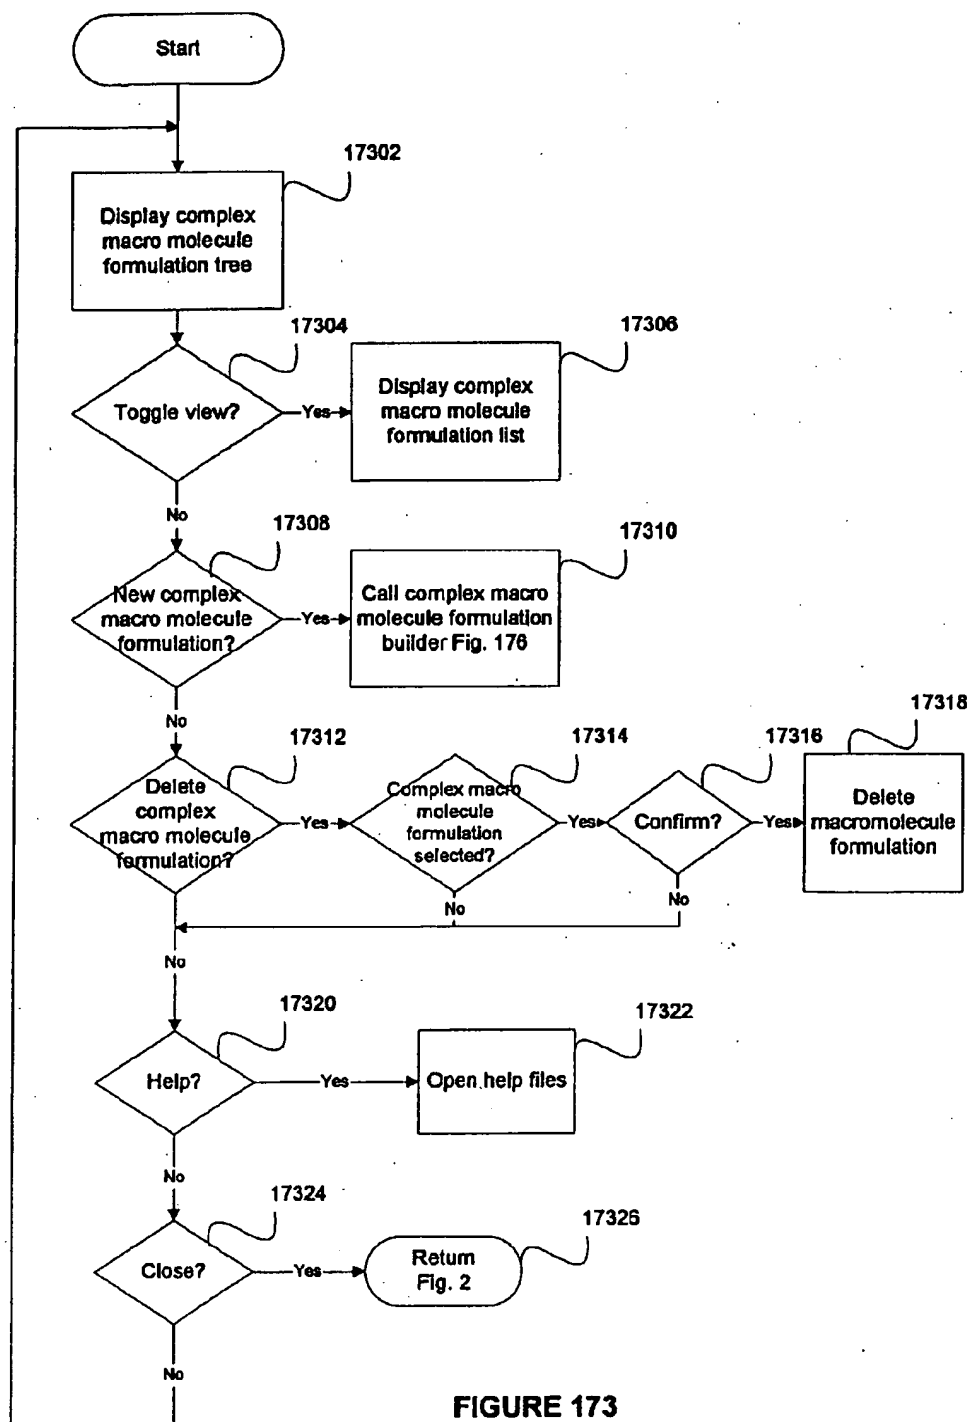 Start
17302
Display complex
macro molecule
formulation tree
17304
Toggle view?
Yes
17306
Display complex
macro molecule
formulation list
No
17308
New complex
macro molecule
formulation?
Yes
17310
Call complex macro
molecule formulation
builder Fig. 176
No
17312
Delete
complex
macro molecule
formulation?
Yes
17314
Complex macro
molecule
formulation
selected?
Yes
17316
Confirm?
Yes
17318
Delete
macromolecule
formulation
No
No
No
17320
Help?
Yes
17322
Open help files
No
17324
Close?
Yes
17326
Return
Fig. 2
No
FIGURE 173